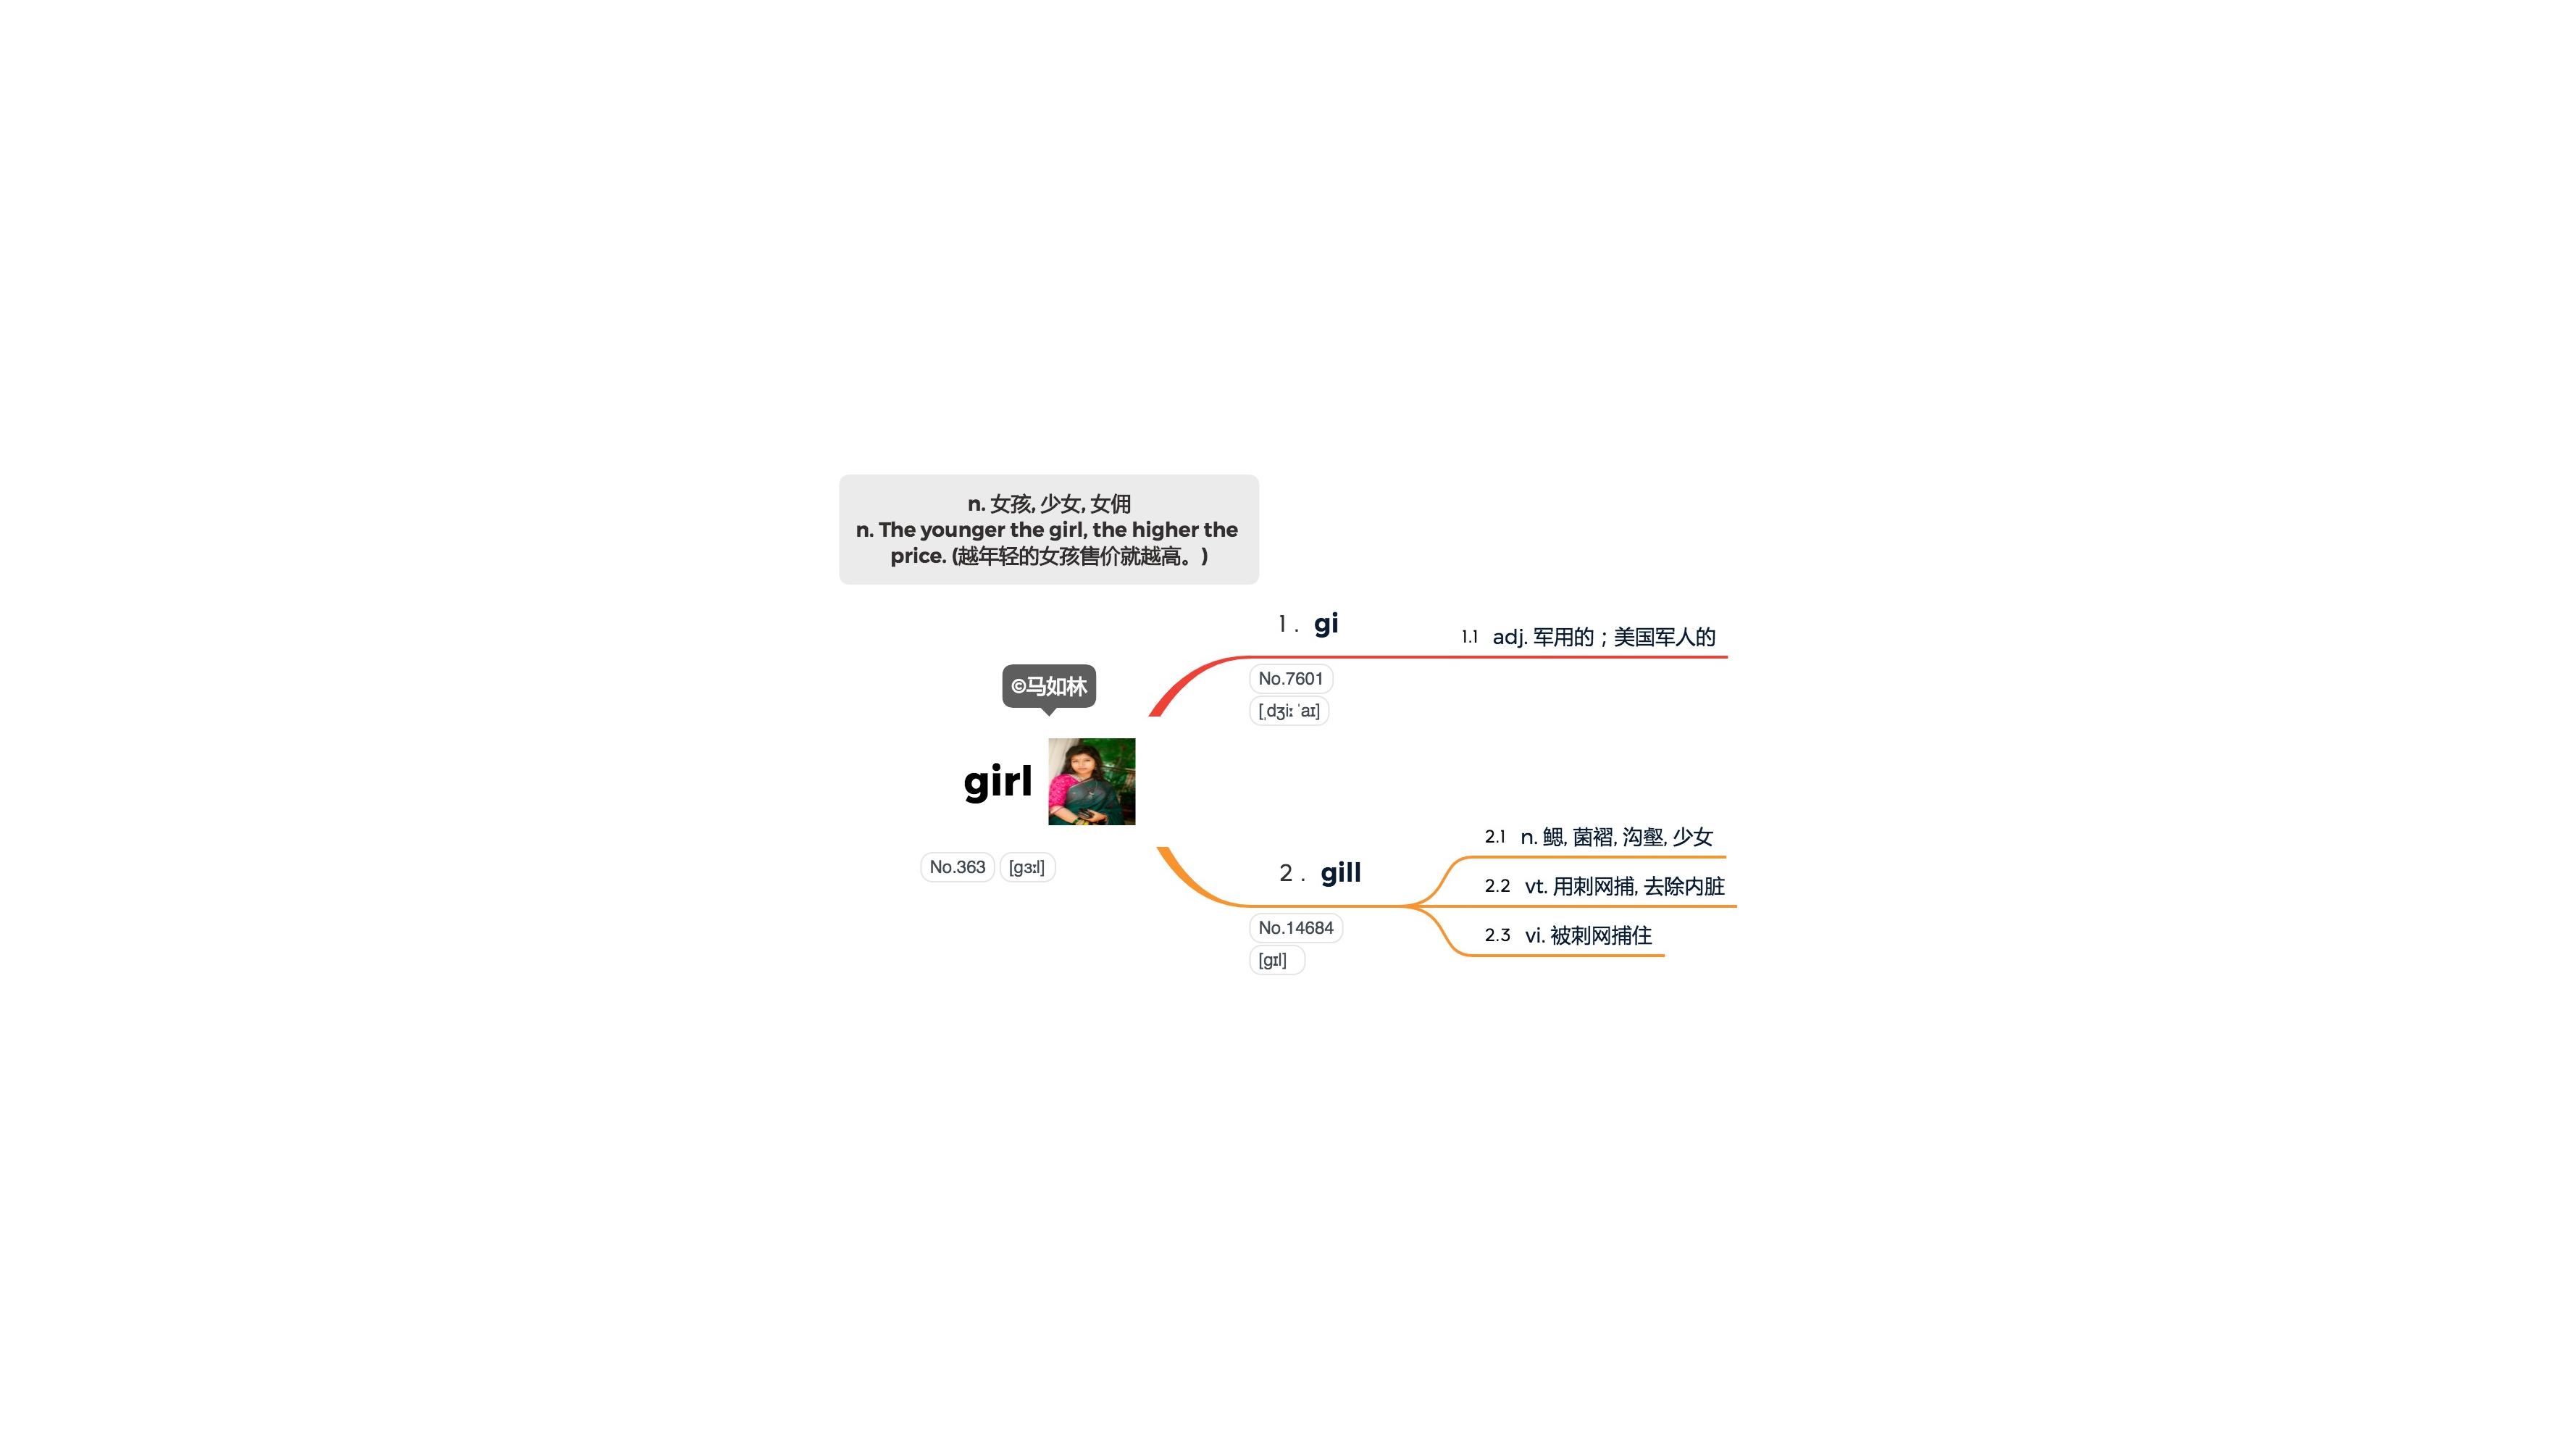 n. 女孩, 少女, 女佣
n. The younger the girl, the higher the
price. (越年轻的女孩售价就越高。)
1. gi
1.1 adj. 军用的；美国军人的
No.7601
[ˌdʒiː ˈaɪ]
©马如林
girl
No.363 [gɜːl]
2. gill
No.14684
[gɪl]
2.1 n. 鳃, 菌褶, 沟壑, 少女
2.2 vt. 用刺网捕, 去除内脏
2.3 vi. 被刺网捕住